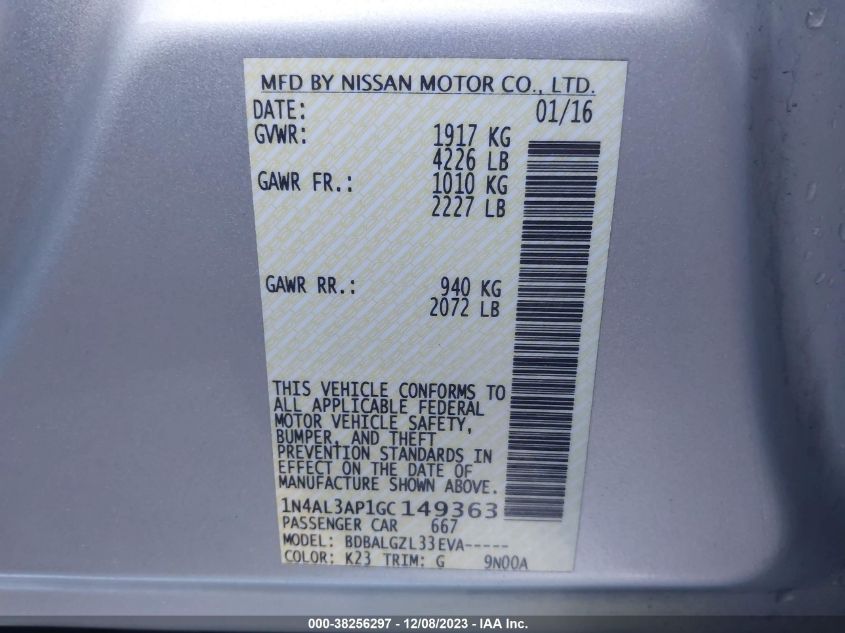 MFD BY NISSAN MOTOR CO., LTD.
DATE: 01/16
GVWR: 1917 KG
4226 LB
GAWR FR.: 1010 KG
2227 LB
GAWR RR.: 940 KG
2072 LB
THIS VEHICLE CONFORMS TO
ALL APPLICABLE FEDERAL
MOTOR VEHICLE SAFETY,
BUMPER, AND THEFT
PREVENTION STANDARDS IN
EFFECT ON THE DATE OF
MANUFACTURE SHOWN ABOVE.
1N4AL3AP1GC149363
PASSENGER CAR 667
MODEL: BDBALGZL33EVA-----
COLOR: K23 TRIM: G 9N00A
000-38256297 - 12/08/2023 - IAA Inc.